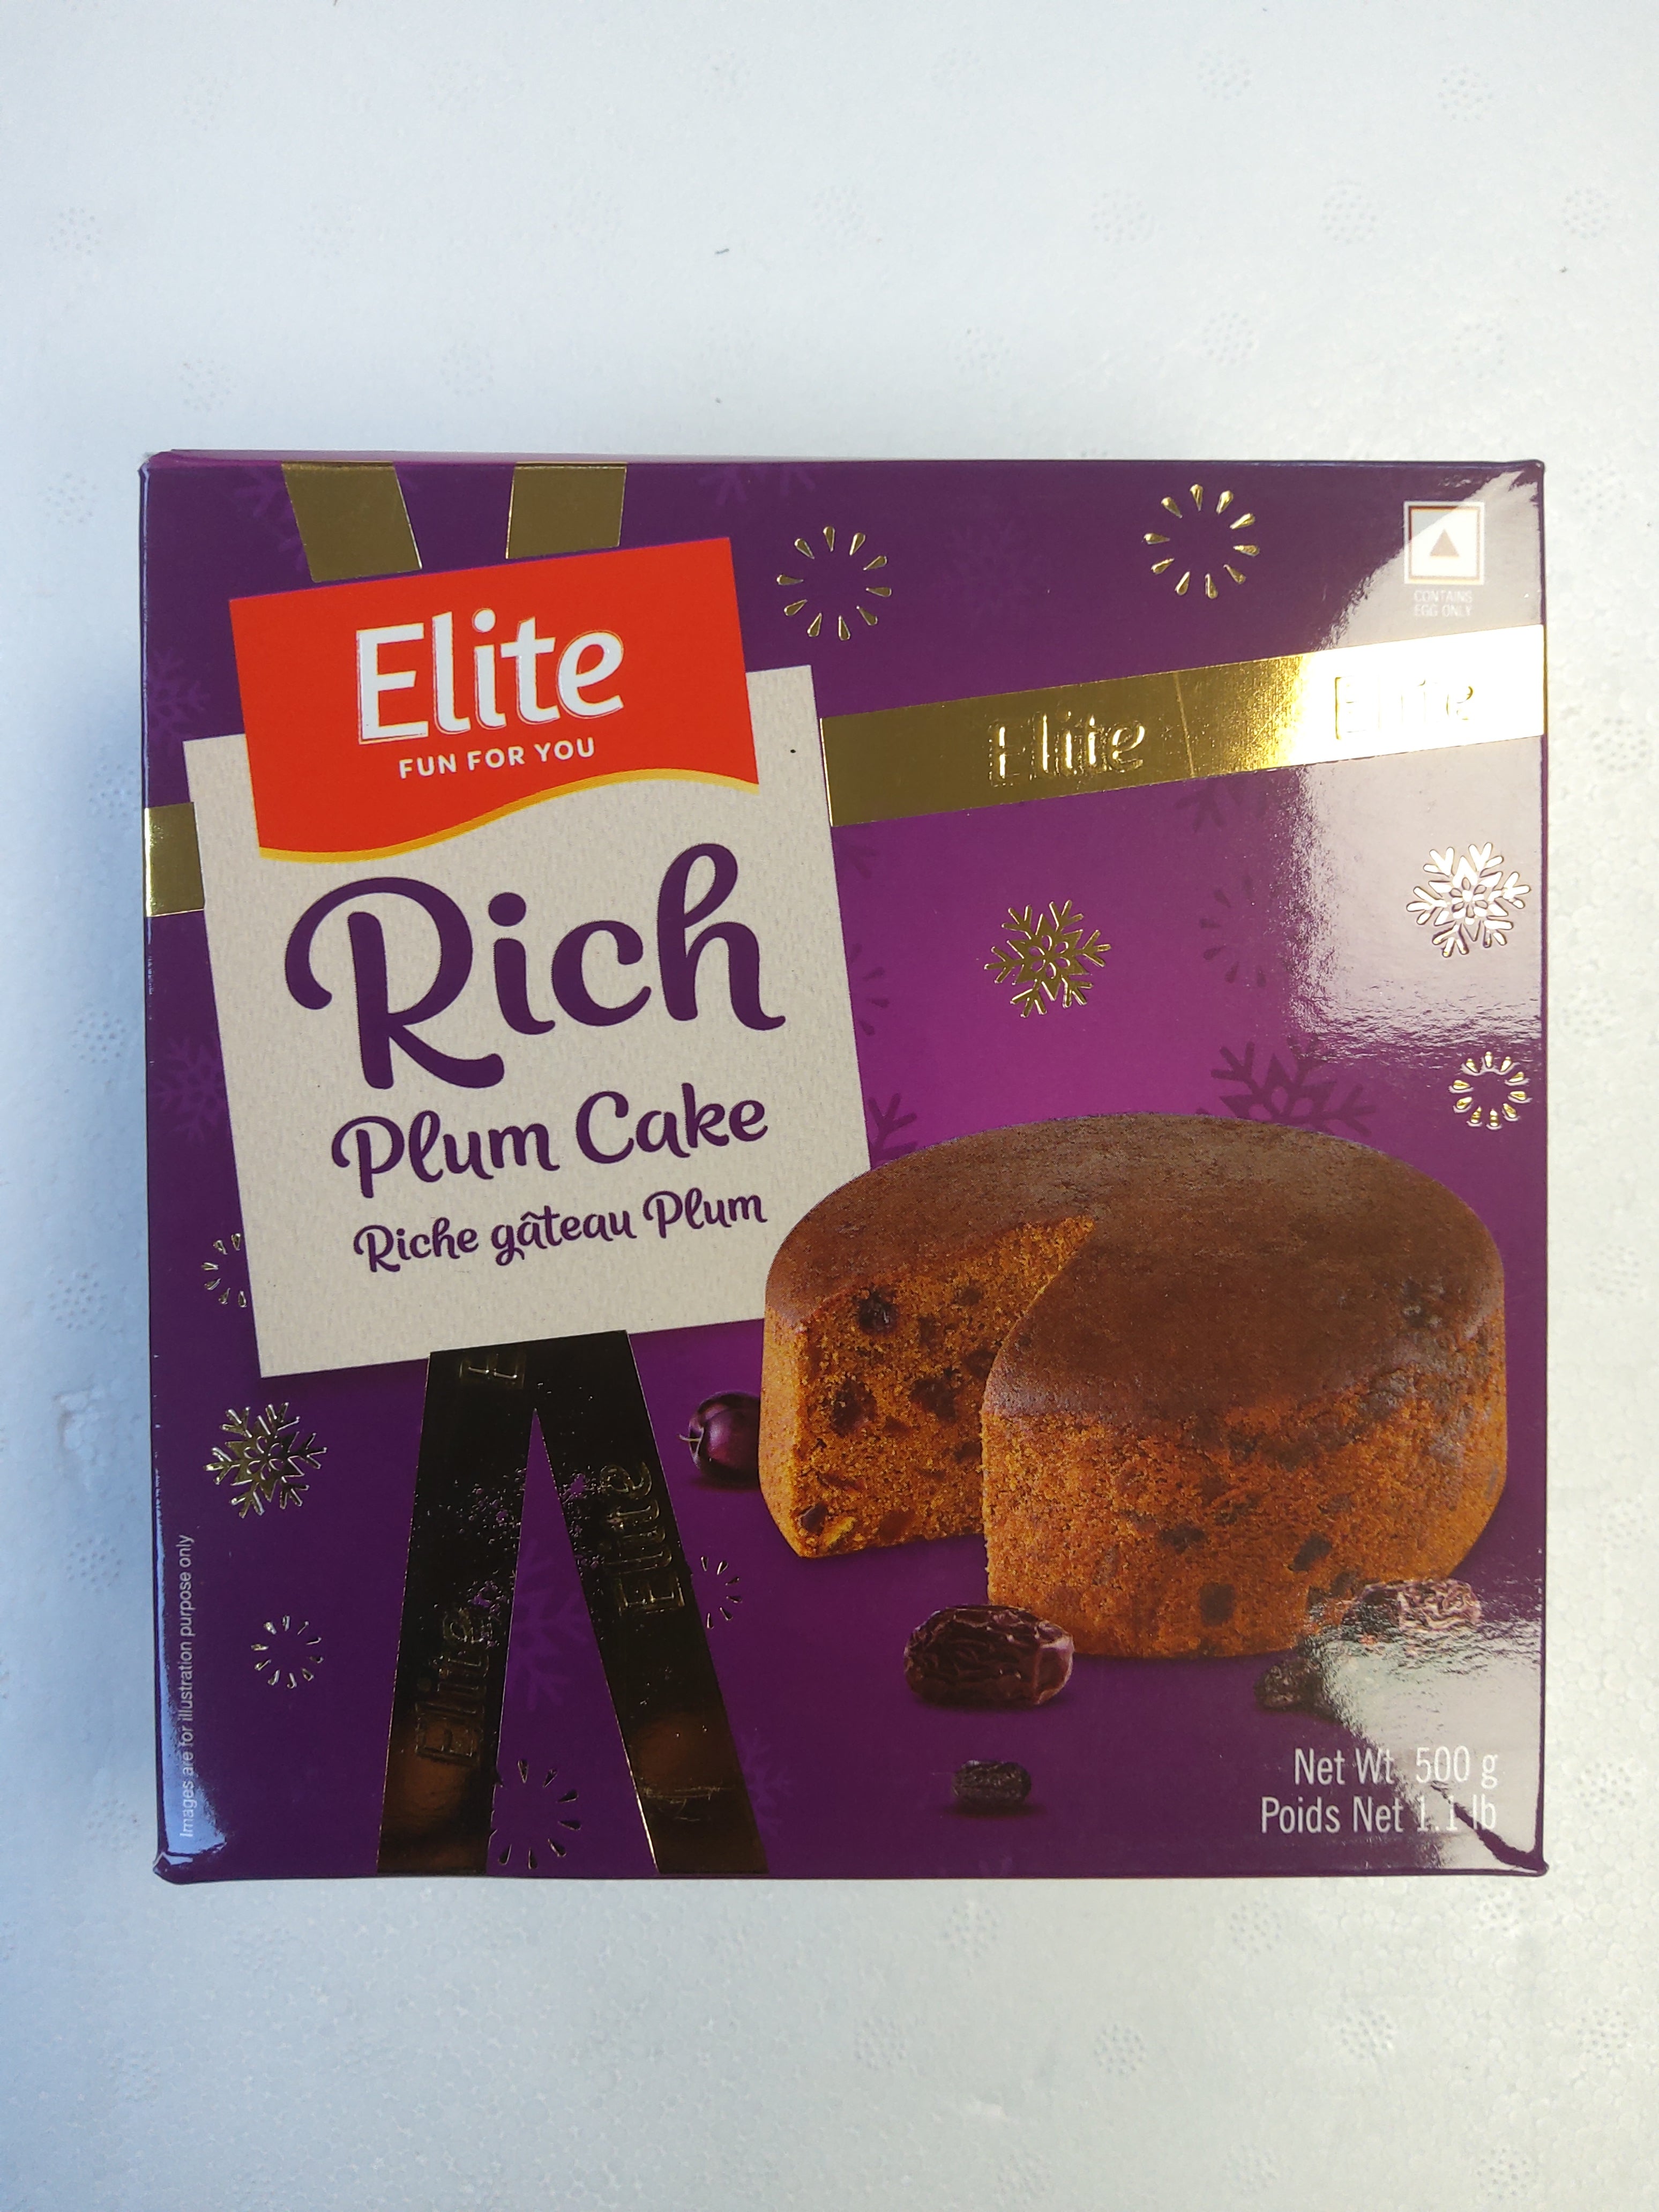 Elite
FUN FOR YOU
Rich
Plum Cake
Riche gâteau Plum
CONTAINS
EGG ONLY
Elite
Elite
Elite
Elite
Images are for illustration purpose only
Net Wt. 500 g
Poids Net 1.1 lb